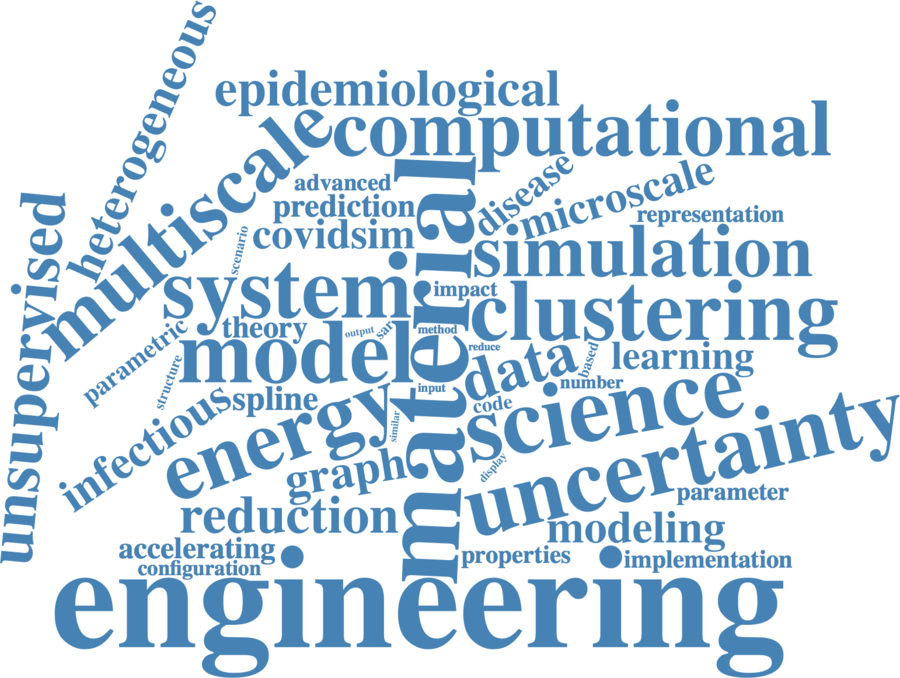 heterogeneous
epidemiological
computational
multiscale
material
advanced
disease
microscale
prediction
representation
unsupervised
covidsim
scenario
simulation
system
impact
clustering
theory
output
sar
method
parametric
model
reduce
data
based
learning
structure
number
input
infectious
spline
code
science
energy
similar
uncertainty
graph
display
parameter
reduction
modeling
accelerating
properties
implementation
configuration
engineering